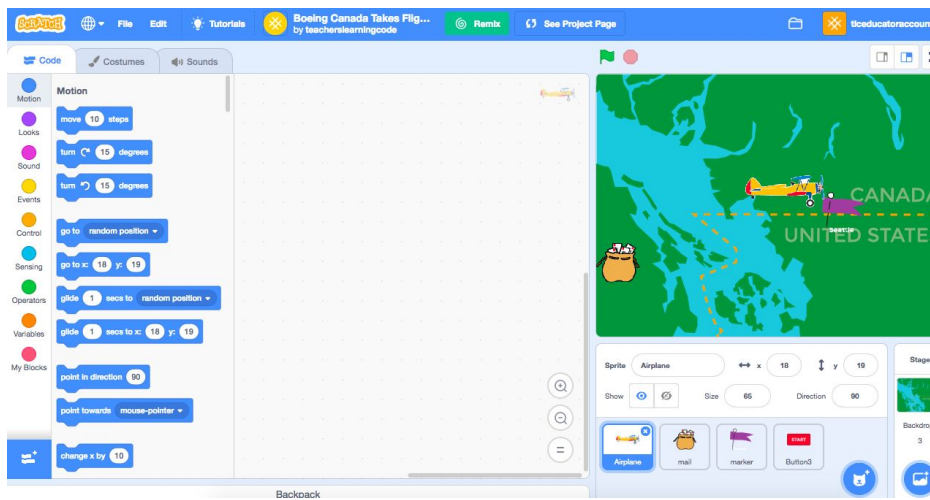 SCRATCH
File Edit Tutorials
Boeing Canada Takes Flig...
by teacherslearningcode
Remix
See Project Page
tlceducatoraccoun
Code Costumes Sounds
Motion
Looks
Sound
Events
Control
Sensing
Operators
Variables
My Blocks
Motion
move 10 steps
turn 15 degrees
turn 15 degrees
go to random position
go to x: 18 y: 19
glide 1 secs to random position
glide 1 secs to x: 18 y: 19
point in direction 90
point towards mouse-pointer
change x by 10
Backpack
CANADA
Seattle
UNITED STATE
Sprite Airplane x 18 y 19
Show Size 65 Direction 90
Airplane mail marker Button3
START
Stage
Backdrop
3